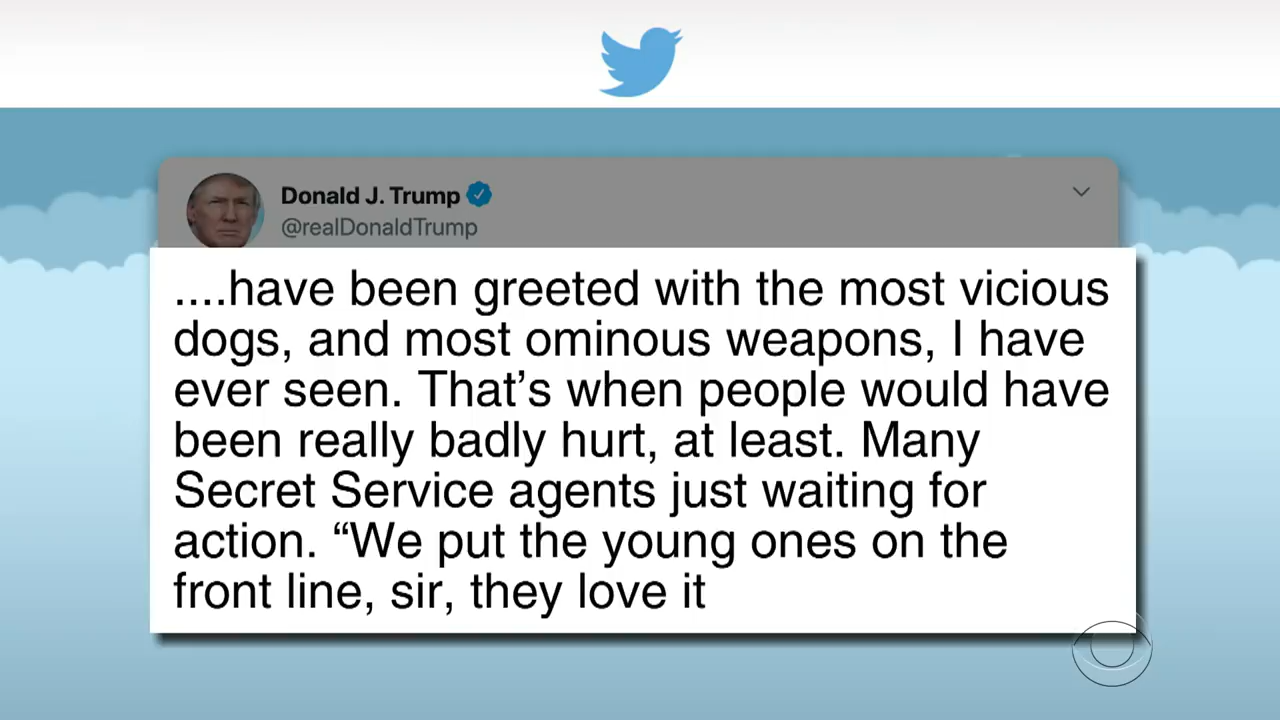 Donald J. Trump
@realDonaldTrump
....have been greeted with the most vicious
dogs, and most ominous weapons, I have
ever seen. That’s when people would have
been really badly hurt, at least. Many
Secret Service agents just waiting for
action. “We put the young ones on the
front line, sir, they love it